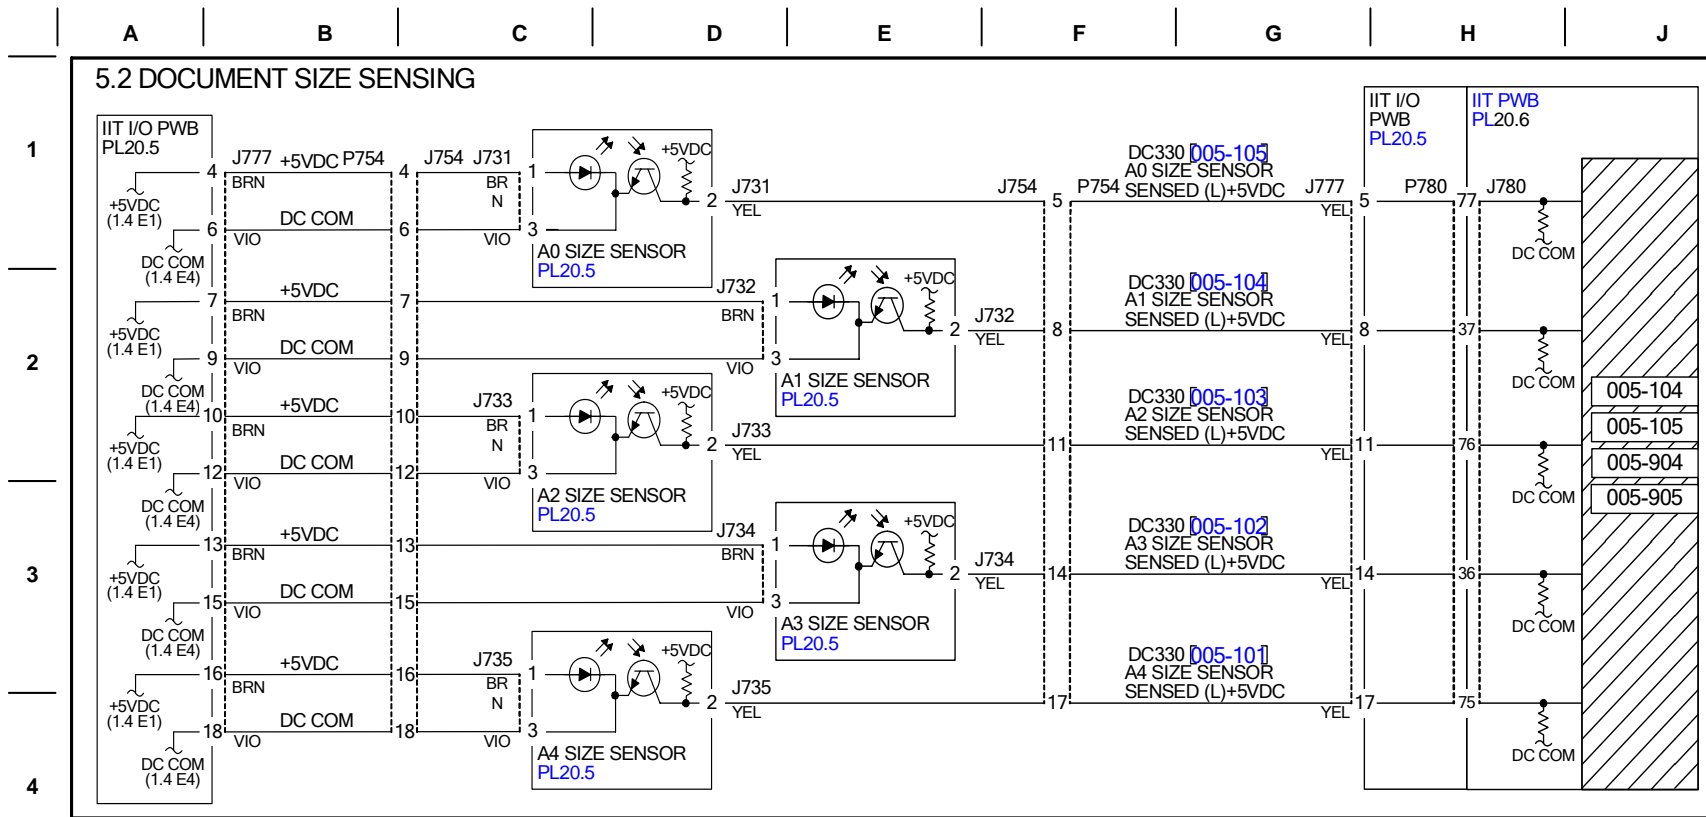 A B C D E F G H J
5.2 DOCUMENT SIZE SENSING
1
2
3
4
IIT I/O PWB
PL20.5
4 J777 +5VDC P754 4 J754 J731 1
BRN BR
N
+5VDC
(1.4 E1)
6 DC COM 6 3
VIO VIO
DC COM
(1.4 E4)
+5VDC
2 J731
YEL
A0 SIZE SENSOR
PL20.5
J754 P754 J777
5 5
DC330 [005-105]
A0 SIZE SENSOR
SENSED (L)+5VDC
YEL
IIT I/O
PWB
PL20.5
IIT PWB
PL20.6
P780 77 J780
DC COM
7 +5VDC 7 J732 1
BRN BRN
+5VDC
(1.4 E1)
9 DC COM 9 3
VIO VIO
DC COM
(1.4 E4)
+5VDC
2 J732
YEL
A1 SIZE SENSOR
PL20.5
8 8 37
DC330 [005-104]
A1 SIZE SENSOR
SENSED (L)+5VDC
YEL
DC COM
10 +5VDC 10 J733 1
BRN BR
N
+5VDC
(1.4 E1)
12 DC COM 12 3
VIO VIO
DC COM
(1.4 E4)
+5VDC
2 J733
YEL
A2 SIZE SENSOR
PL20.5
11 11 76
DC330 [005-103]
A2 SIZE SENSOR
SENSED (L)+5VDC
YEL
DC COM
005-104
005-105
005-904
005-905
13 +5VDC 13 J734 1
BRN BRN
+5VDC
(1.4 E1)
15 DC COM 15 3
VIO VIO
DC COM
(1.4 E4)
+5VDC
2 J734
YEL
A3 SIZE SENSOR
PL20.5
14 14 36
DC330 [005-102]
A3 SIZE SENSOR
SENSED (L)+5VDC
YEL
DC COM
16 +5VDC 16 J735 1
BRN BR
N
+5VDC
(1.4 E1)
18 DC COM 18 3
VIO VIO
DC COM
(1.4 E4)
+5VDC
2 J735
YEL
A4 SIZE SENSOR
PL20.5
17 17 75
DC330 [005-101]
A4 SIZE SENSOR
SENSED (L)+5VDC
YEL
DC COM